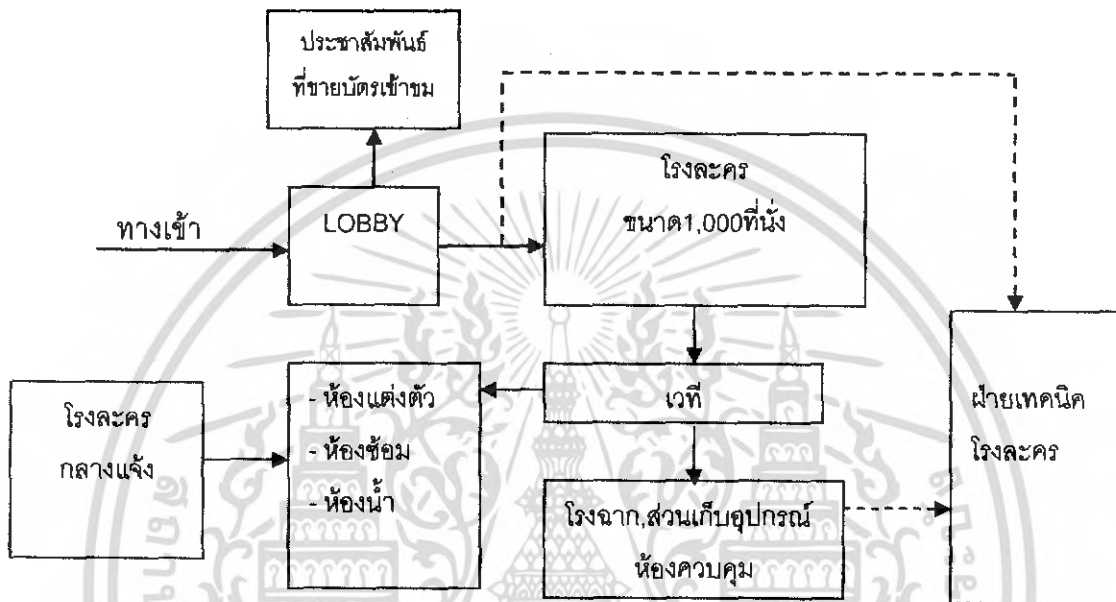 ประชาสัมพันธ์
ที่ขายบัตรเข้าชม
ทางเข้า
LOBBY
โรงละคร
ขนาด1,000ที่นั่ง
โรงละคร
กลางแจ้ง
- ห้องแต่งตัว
- ห้องซ้อม
- ห้องน้ำ
เวที
โรงฉาก,ส่วนเก็บอุปกรณ์
ห้องควบคุม
ฝ่ายเทคนิค
โรงละคร